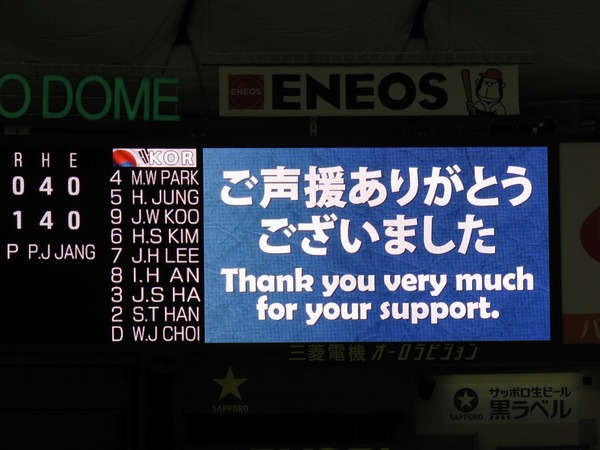 O DOME
ENEOS ENEOS
R H E
0 4 0
1 4 0
P P.J JANG
KOR
4 M.W PARK
5 H. JUNG
9 J.W KOO
6 H.S KIM
7 J.H LEE
8 I.H AN
3 J.S HA
2 S.T HAN
D W.J CHOI
ご声援ありがとう
ございました
Thank you very much
for your support.
三菱電機 オーロラビジョン
SAPPORO
SAPPORO
サッポロ生ビール
黒ラベル